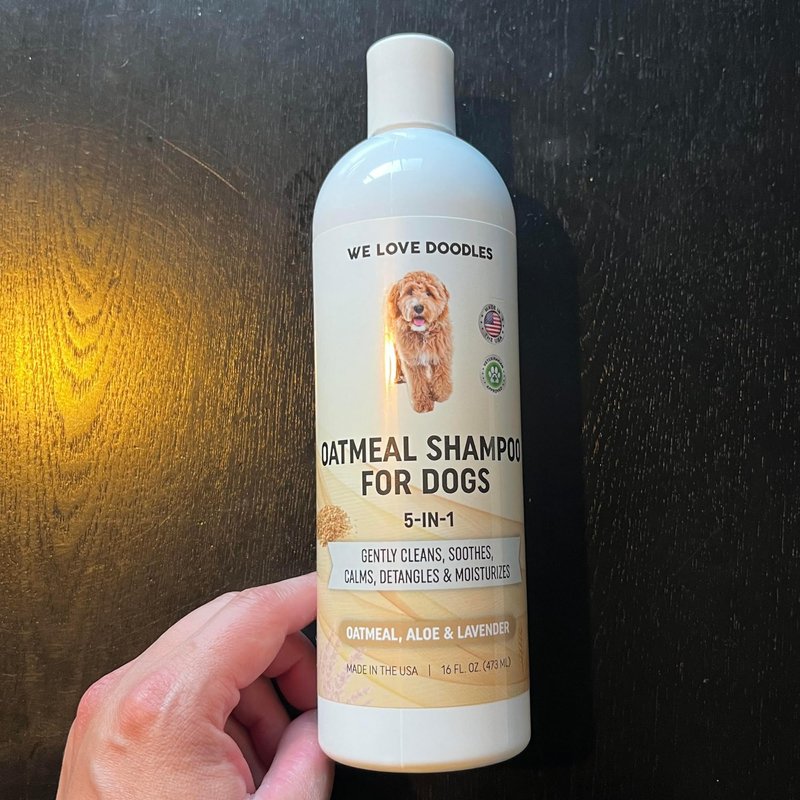 WE LOVE DOODLES
OATMEAL SHAMPOO
FOR DOGS
5-IN-1
GENTLY CLEANS, SOOTHES,
CALMS, DETANGLES & MOISTURIZES
OATMEAL, ALOE & LAVENDER
MADE IN THE USA | 16 FL. OZ. (473 ML)